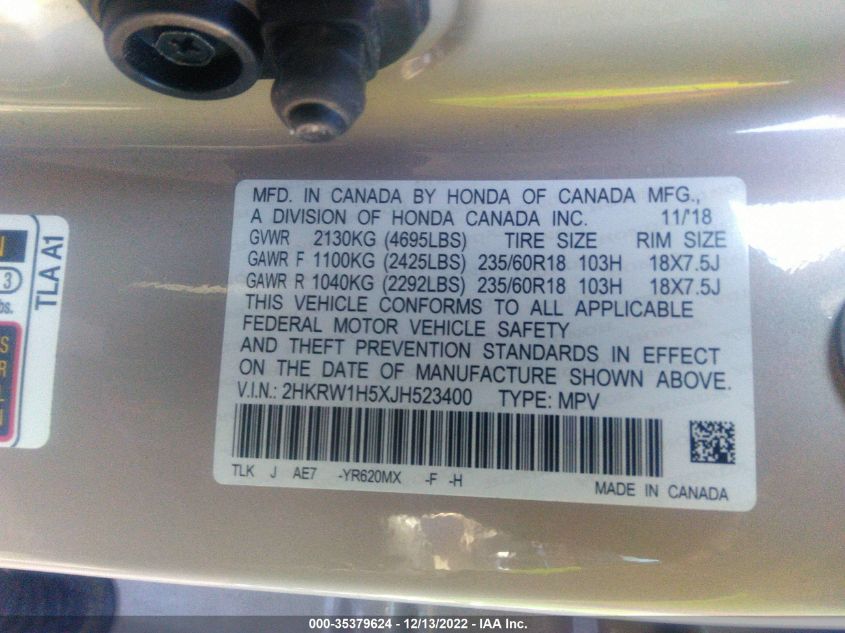 MFD. IN CANADA BY HONDA OF CANADA MFG.,
A DIVISION OF HONDA CANADA INC. 11/18
GVWR 2130KG (4695LBS) TIRE SIZE RIM SIZE
GAWR F 1100KG (2425LBS) 235/60R18 103H 18X7.5J
GAWR R 1040KG (2292LBS) 235/60R18 103H 18X7.5J
THIS VEHICLE CONFORMS TO ALL APPLICABLE
FEDERAL MOTOR VEHICLE SAFETY
AND THEFT PREVENTION STANDARDS IN EFFECT
ON THE DATE OF MANUFACTURE SHOWN ABOVE.
V.I.N.: 2HKRW1H5XJH523400 TYPE: MPV
TLK J AE7 -YR620MX -F -H
MADE IN CANADA
TLA A1
N
3
bs.
S
R
L
N
000-35379624 - 12/13/2022 - IAA Inc.